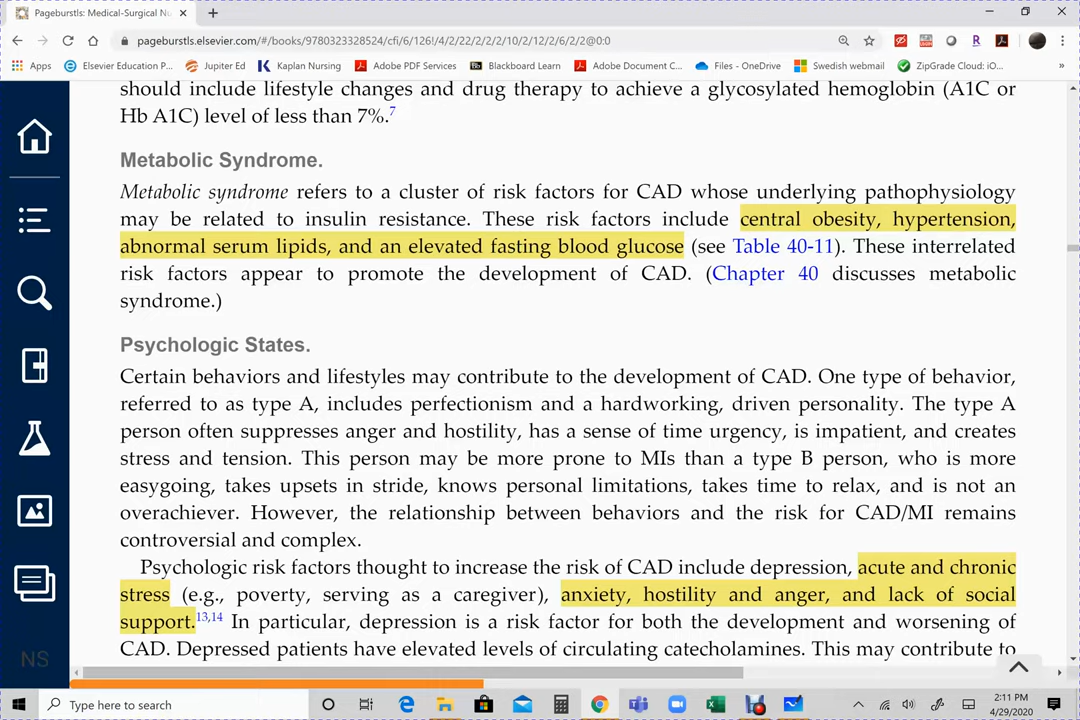 Pageburstls: Medical-Surgical Nu
pageburstls.elsevier.com/#/books/9780323328524/cfi/6/126!/4/2/22/2/2/2/10/2/12/2/6/2/2@0:0
Apps Elsevier Education P... Jupiter Ed Kaplan Nursing Adobe PDF Services Bb Blackboard Learn Adobe Document C... Files - OneDrive Swedish webmail ZipGrade Cloud: iO... »
should include lifestyle changes and drug therapy to achieve a glycosylated hemoglobin (A1C or
Hb A1C) level of less than 7%.7
Metabolic Syndrome.
Metabolic syndrome refers to a cluster of risk factors for CAD whose underlying pathophysiology
may be related to insulin resistance. These risk factors include central obesity, hypertension,
abnormal serum lipids, and an elevated fasting blood glucose (see Table 40-11). These interrelated
risk factors appear to promote the development of CAD. (Chapter 40 discusses metabolic
syndrome.)
Psychologic States.
Certain behaviors and lifestyles may contribute to the development of CAD. One type of behavior,
referred to as type A, includes perfectionism and a hardworking, driven personality. The type A
person often suppresses anger and hostility, has a sense of time urgency, is impatient, and creates
stress and tension. This person may be more prone to MIs than a type B person, who is more
easygoing, takes upsets in stride, knows personal limitations, takes time to relax, and is not an
overachiever. However, the relationship between behaviors and the risk for CAD/MI remains
controversial and complex.
Psychologic risk factors thought to increase the risk of CAD include depression, acute and chronic
stress (e.g., poverty, serving as a caregiver), anxiety, hostility and anger, and lack of social
support.13,14 In particular, depression is a risk factor for both the development and worsening of
CAD. Depressed patients have elevated levels of circulating catecholamines. This may contribute to
NS
Type here to search
2:11 PM
4/29/2020